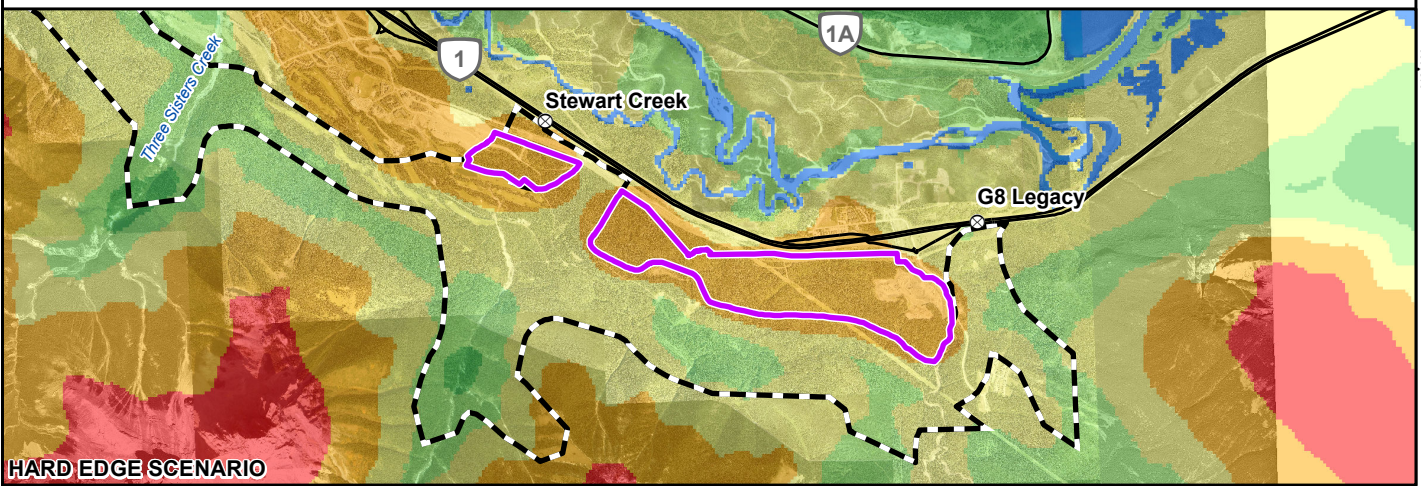 1A
1
Stewart Creek
Three Sisters Creek
G8 Legacy
HARD EDGE SCENARIO